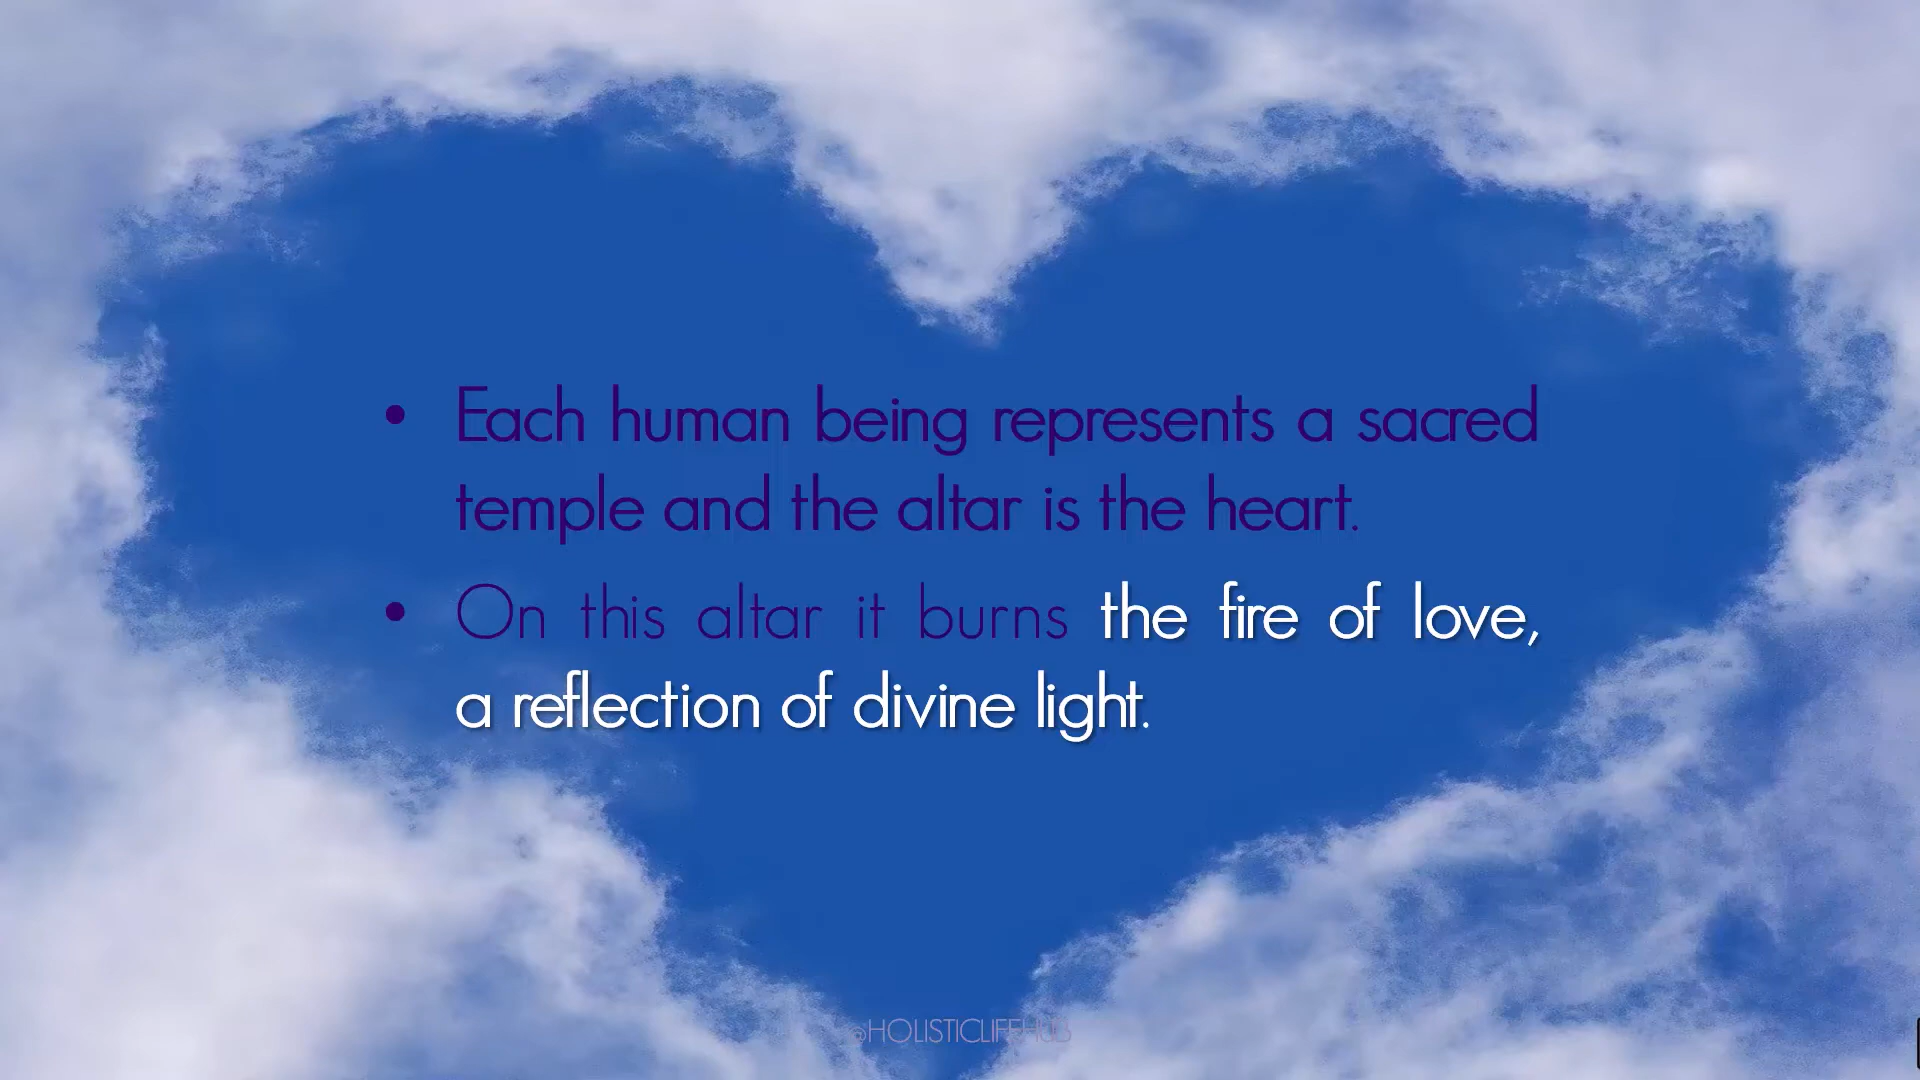 • Each human being represents a sacred
temple and the altar is the heart.
• On this altar it burns the fire of love,
a reflection of divine light.
@HOLISTICLIFEHUB